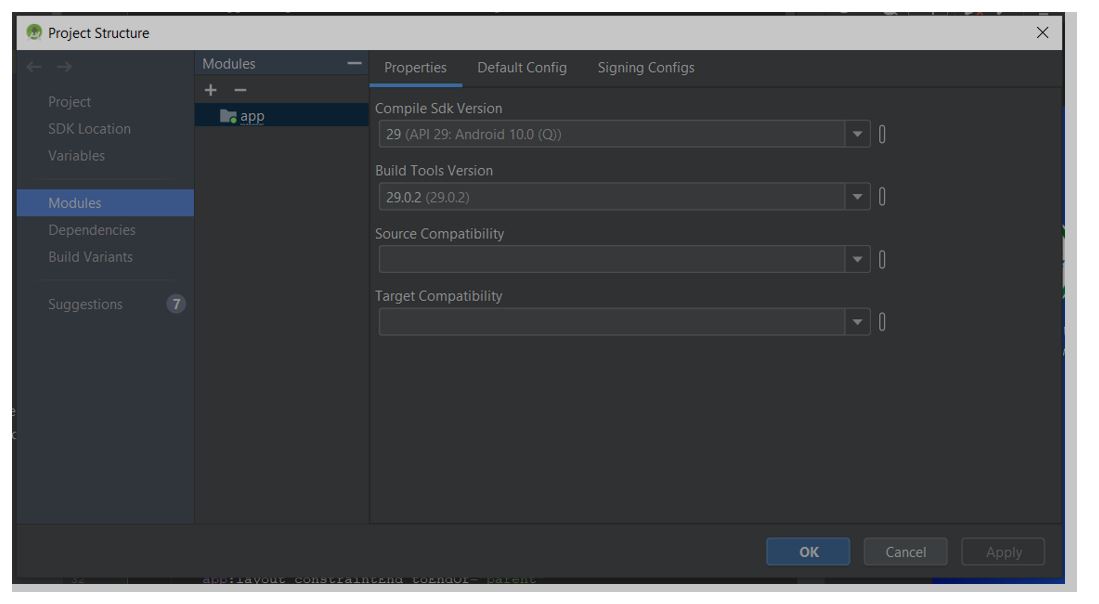 Project Structure
Project
SDK Location
Variables
Modules
Dependencies
Build Variants
Suggestions 7
Modules
app
Properties Default Config Signing Configs
Compile Sdk Version
29 (API 29: Android 10.0 (Q))
Build Tools Version
29.0.2 (29.0.2)
Source Compatibility
Target Compatibility
OK Cancel Apply
32 app:layout_constraintEnd_toEndOf="parent"